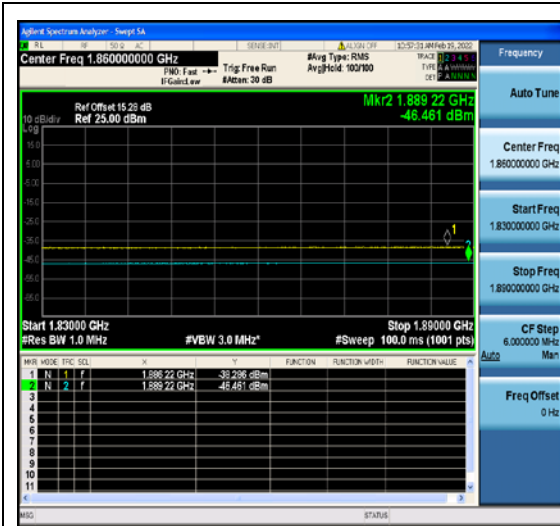 Agilent Spectrum Analyzer - Swept SA
RL RF 50 Ω AC SENSE:INT ALIGN OFF 10:57:31 AM Feb 19, 2022
Center Freq 1.860000000 GHz
PNO: Fast Trig: Free Run
IFGain:Low #Atten: 30 dB
#Avg Type: RMS
Avg|Hold: 100/100
TRACE 1 2 3 4 5 6
TYPE
DET P A N N N N
Frequency
Auto Tune
Mkr2 1.889 22 GHz
-46.461 dBm
Ref Offset 15.28 dB
10 dB/div Ref 25.00 dBm
Log
15.0
5.00
-5.00
-15.0
-25.0
-35.0
-45.0
-55.0
-65.0
1
2
Start 1.83000 GHz Stop 1.89000 GHz
#Res BW 1.0 MHz #VBW 3.0 MHz* #Sweep 100.0 ms (1001 pts)
Center Freq
1.860000000 GHz
Start Freq
1.830000000 GHz
Stop Freq
1.890000000 GHz
CF Step
6.000000 MHz
Auto Man
Freq Offset
0 Hz
MKR MODE TRC SCL X Y FUNCTION FUNCTION WIDTH FUNCTION VALUE
1 N 1 f 1.886 22 GHz -38.296 dBm
2 N 2 f 1.889 22 GHz -46.461 dBm
3
4
5
6
7
8
9
10
11
MSG STATUS